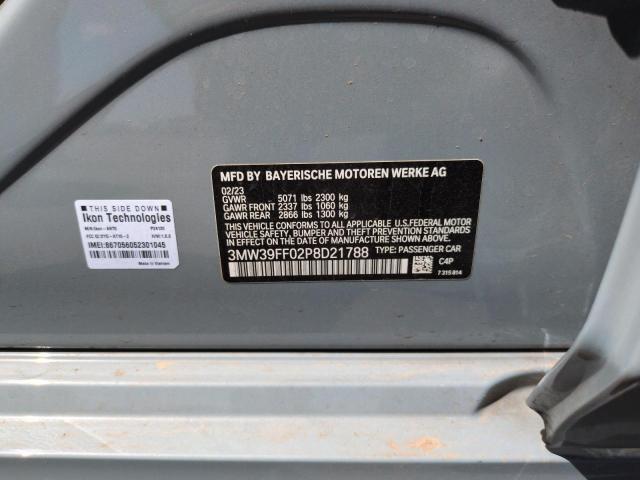 MFD BY BAYERISCHE MOTOREN WERKE AG
02/23
GVWR 5071 lbs 2300 kg
GAWR FRONT 2337 lbs 1060 kg
GAWR REAR 2866 lbs 1300 kg
THIS VEHICLE CONFORMS TO ALL APPLICABLE U.S. FEDERAL MOTOR
VEHICLE SAFETY, BUMPER, AND THEFT PREVENTION STANDARDS IN
EFFECT ON THE DATE OF MANUFACTURE SHOWN ABOVE.
3MW39FF02P8D21788 TYPE: PASSENGER CAR
C4P
7 315 814
THIS SIDE DOWN
Ikon Technologies
IMEI:867056052301045
Made in Vietnam